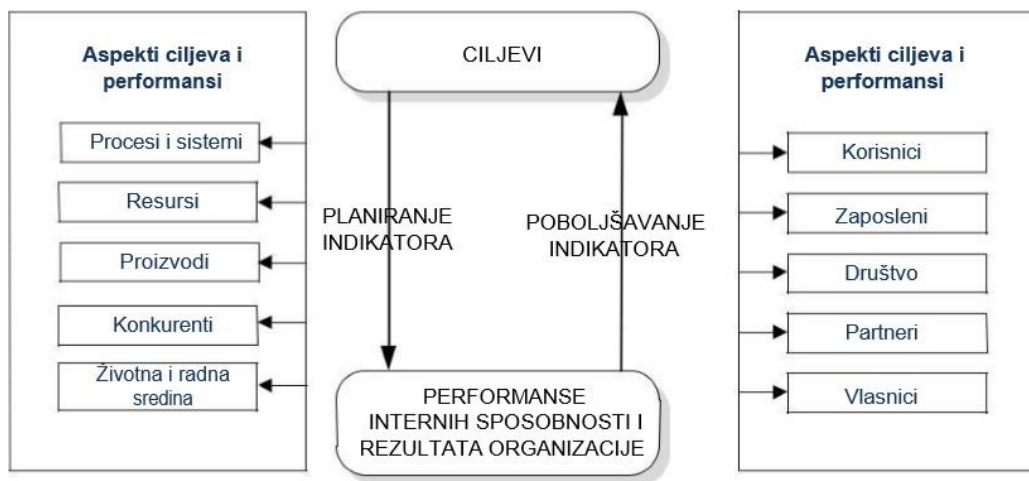 Aspekti ciljeva i
performansi
Procesi i sistemi
Resursi
Proizvodi
Konkurenti
Životna i radna
sredina
CILJEVI
PLANIRANJE
INDIKATORA
POBOLJŠAVANJE
INDIKATORA
PERFORMANSE
INTERNIH SPOSOBNOSTI I
REZULTATA ORGANIZACIJE
Aspekti ciljeva i
performansi
Korisnici
Zaposleni
Društvo
Partneri
Vlasnici